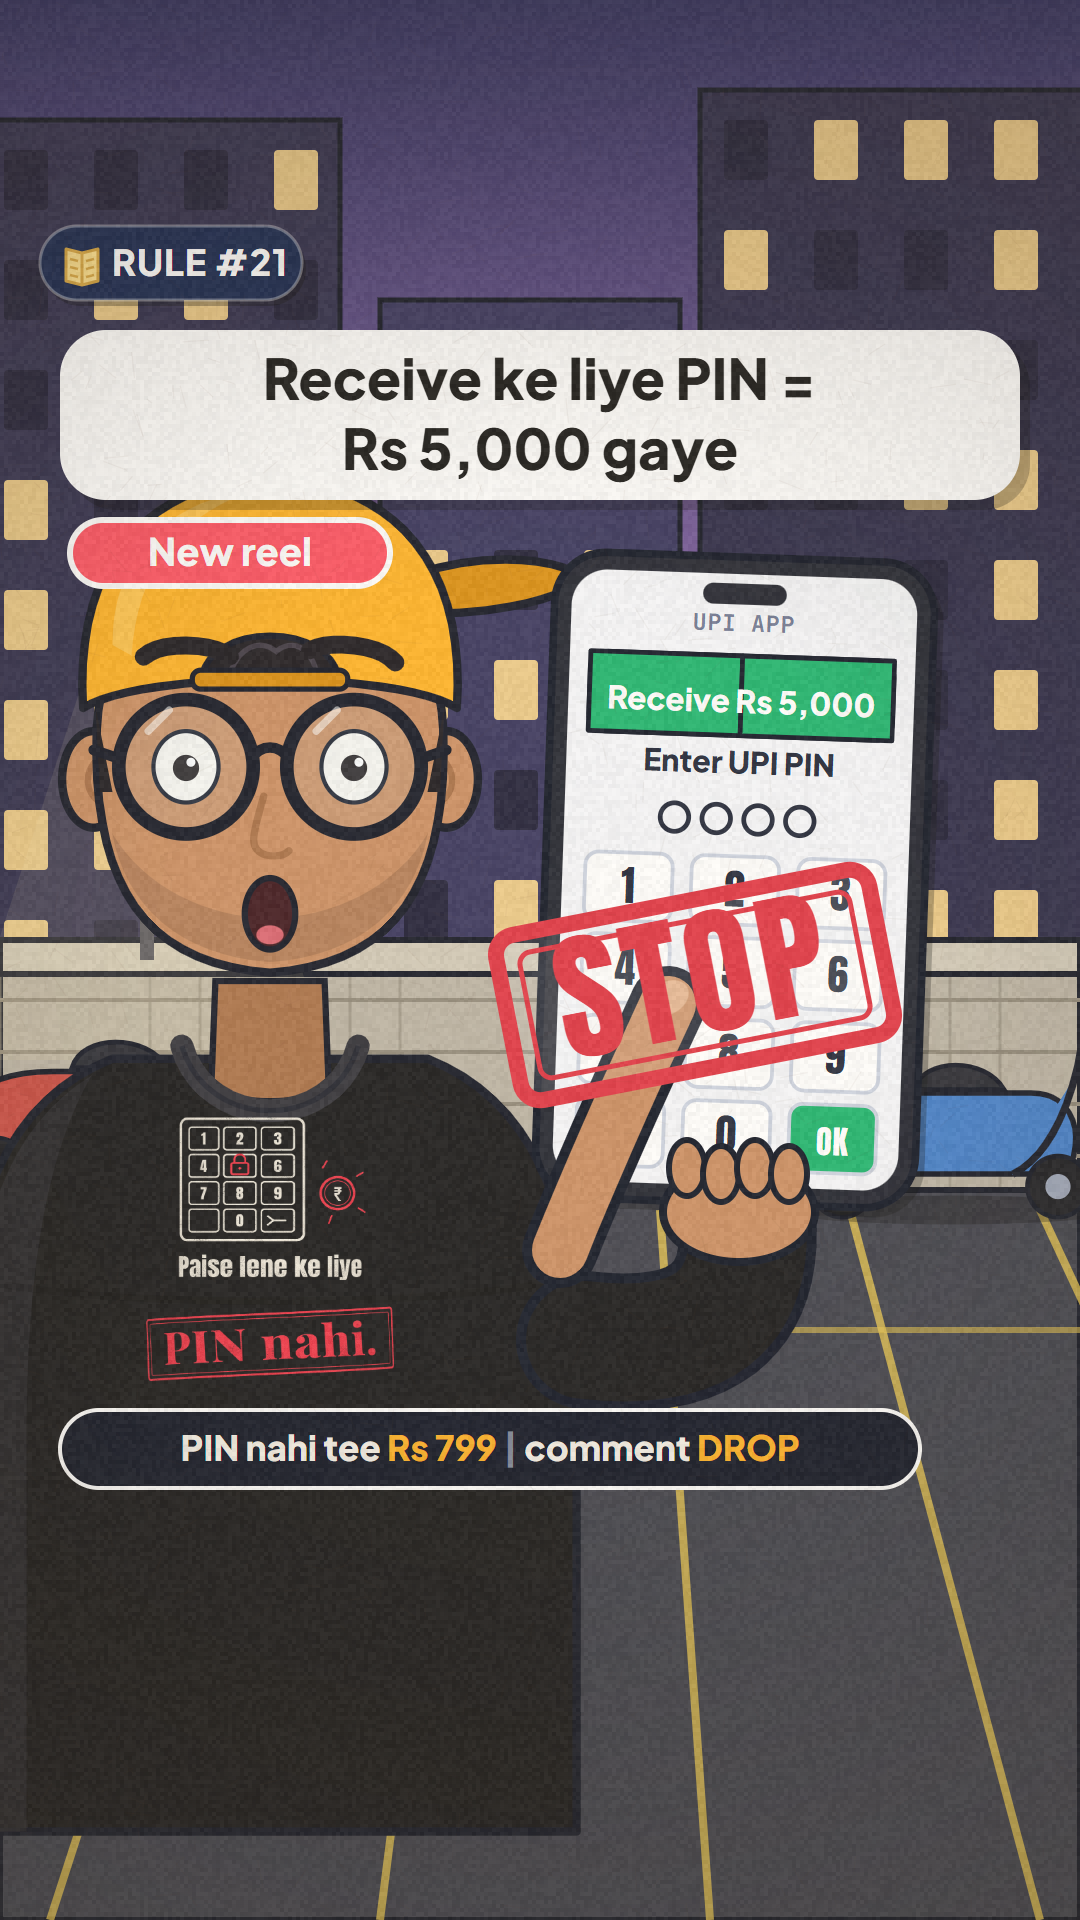 RULE #21
Receive ke liye PIN =
Rs 5,000 gaye
New reel
UPI APP
Receive Rs 5,000
Enter UPI PIN
1 2 3
4 6
8 9
0 OK
STOP
1 2 3
4 6
7 8 9
0
₹
Paise lene ke liye
PIN nahi.
PIN nahi tee Rs 799 | comment DROP